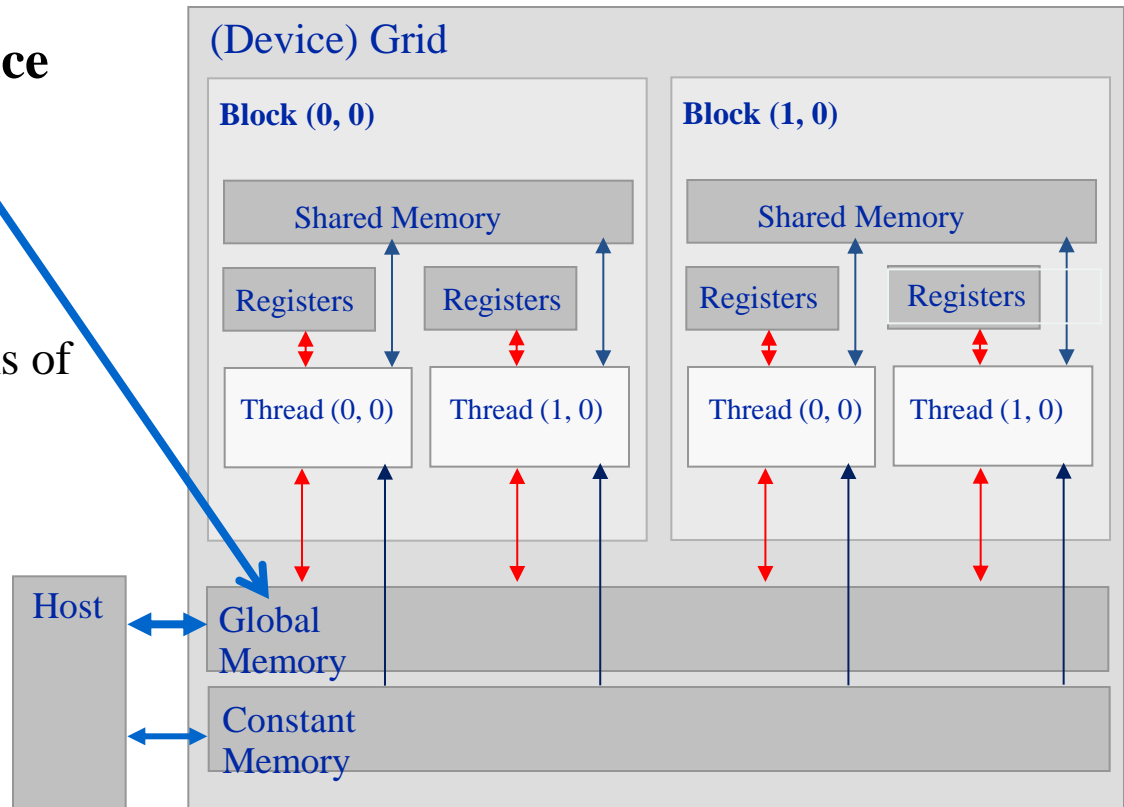 (Device) Grid
ce
Block (0, 0)
Block (1, 0)
Shared Memory
Shared Memory
Registers
Registers
Registers
Registers
s of
Thread (0, 0)
Thread (1, 0)
Thread (0, 0)
Thread (1, 0)
Host
Global
Memory
Constant
Memory